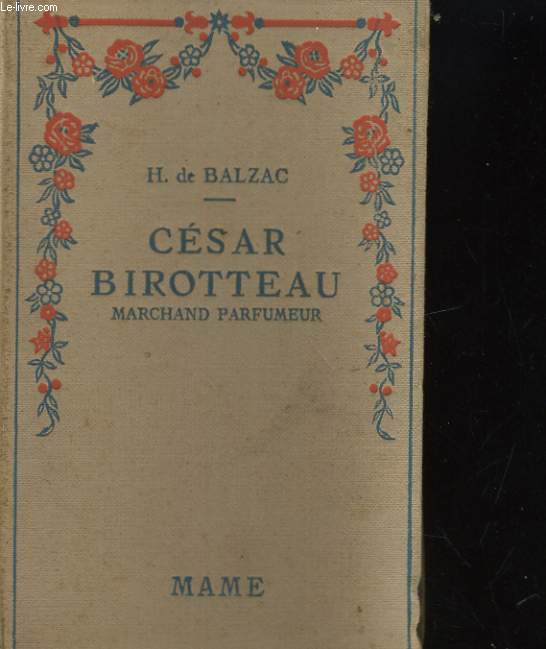 Le-livre.com
H. de BALZAC
CÉSAR
BIROTTEAU
MARCHAND PARFUMEUR
MAME